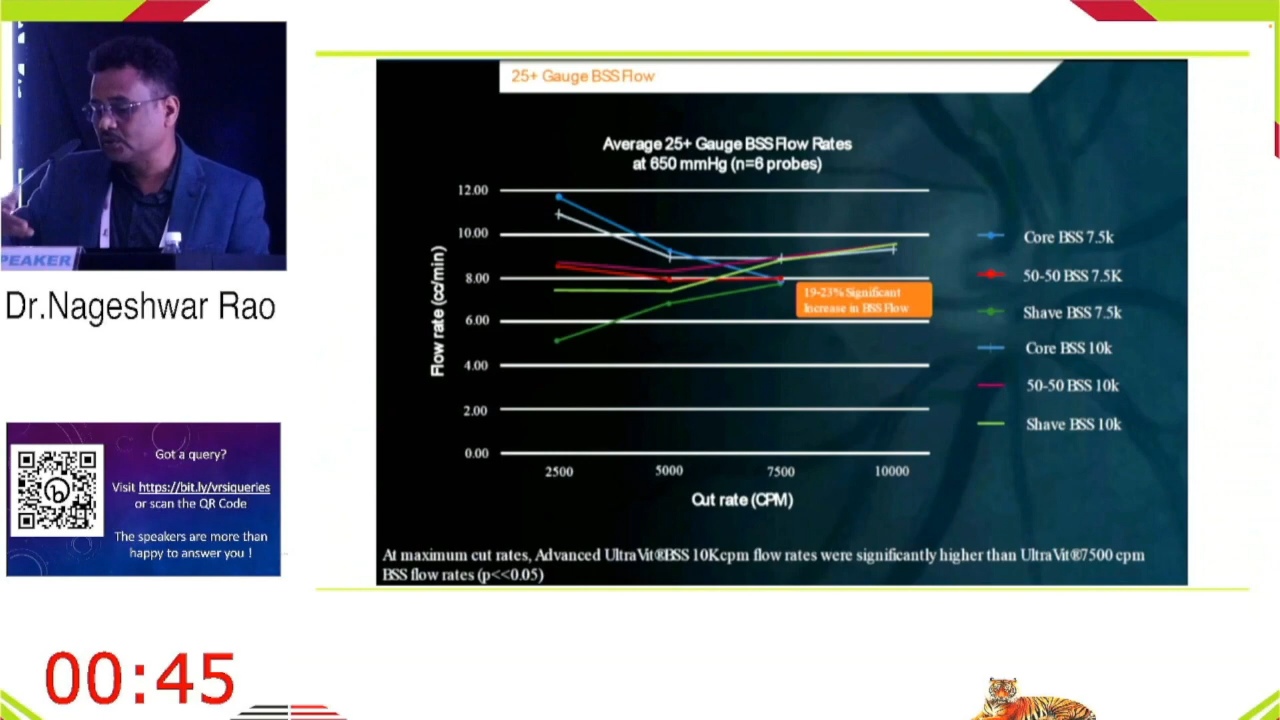 SPEAKER
Dr.Nageshwar Rao
Got a query?
Visit https://bit.ly/vrsiqueries
or scan the QR Code
The speakers are more than
happy to answer you !
00:45
25+ Gauge BSS Flow
Average 25+ Gauge BSS Flow Rates
at 650 mmHg (n=6 probes)
Flow rate (cc/min)
12.00
10.00
8.00
6.00
4.00
2.00
0.00
2500 5000 7500 10000
Cut rate (CPM)
19-23% Significant
Increase in BSS Flow
Core BSS 7.5k
50-50 BSS 7.5K
Shave BSS 7.5k
Core BSS 10k
50-50 BSS 10k
Shave BSS 10k
At maximum cut rates, Advanced UltraVit®BSS 10Kcpm flow rates were significantly higher than UltraVit®7500 cpm
BSS flow rates (p<<0.05)